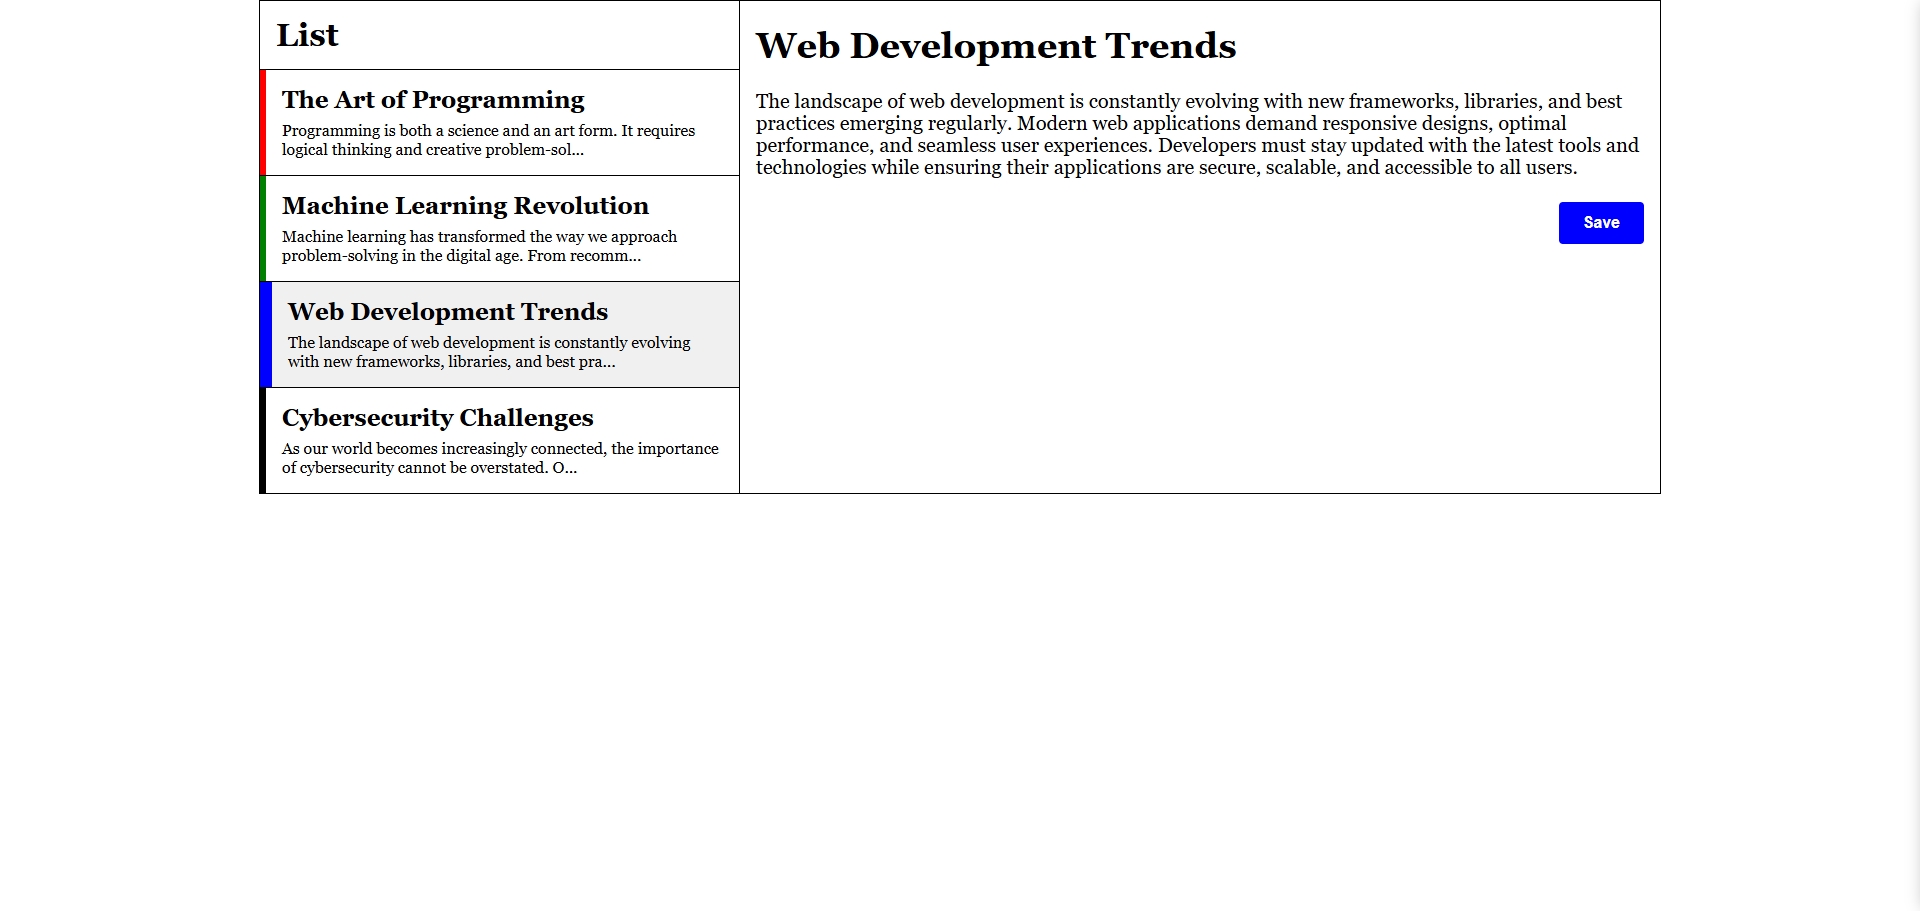 List
The Art of Programming
Programming is both a science and an art form. It requires
logical thinking and creative problem-sol...
Machine Learning Revolution
Machine learning has transformed the way we approach
problem-solving in the digital age. From recomm...
Web Development Trends
The landscape of web development is constantly evolving
with new frameworks, libraries, and best pra...
Cybersecurity Challenges
As our world becomes increasingly connected, the importance
of cybersecurity cannot be overstated. O...
Web Development Trends
The landscape of web development is constantly evolving with new frameworks, libraries, and best
practices emerging regularly. Modern web applications demand responsive designs, optimal
performance, and seamless user experiences. Developers must stay updated with the latest tools and
technologies while ensuring their applications are secure, scalable, and accessible to all users.
Save